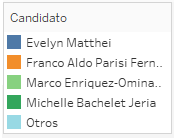 Candidato
Evelyn Matthei
Franco Aldo Parisi Fern..
Marco Enriquez-Omina..
Michelle Bachelet Jeria
Otros